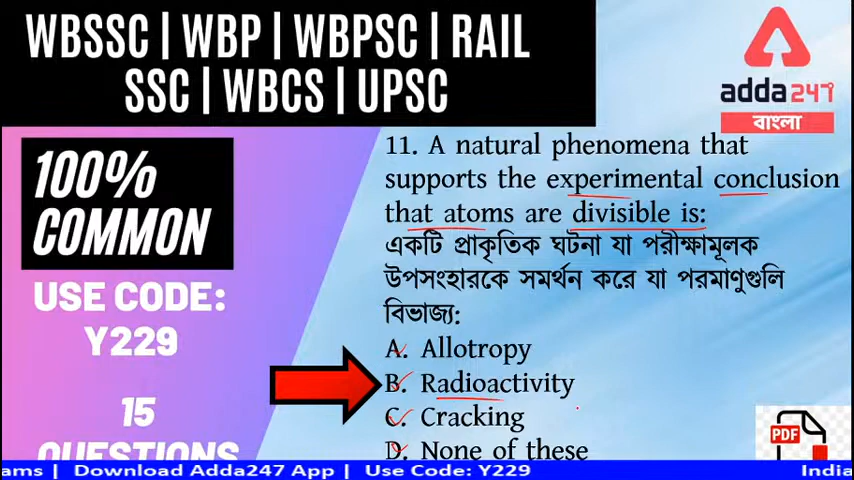 WBSSC | WBP | WBPSC | RAIL
SSC | WBCS | UPSC
adda247
বাংলা
100%
COMMON
USE CODE:
Y229
15
QUESTIONS
11. A natural phenomena that
supports the experimental conclusion
that atoms are divisible is:
একটি প্রাকৃতিক ঘটনা যা পরীক্ষামূলক
উপসংহারকে সমর্থন করে যা পরমাণুগুলি
বিভাজ্য:
A. Allotropy
B. Radioactivity
C. Cracking
D. None of these
PDF
ams | Download Adda247 App | Use Code: Y229 India